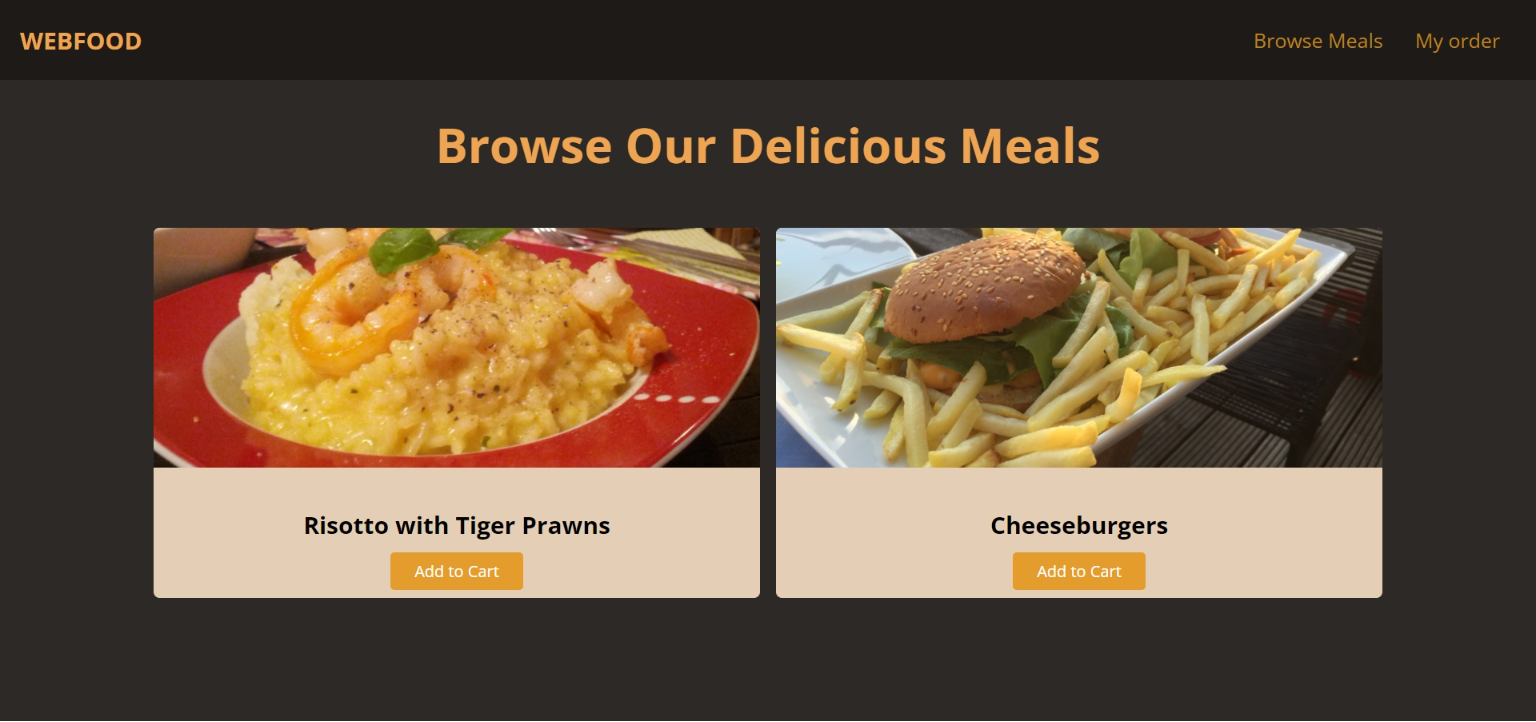 WEBFOOD
Browse Meals
My order
Browse Our Delicious Meals
Risotto with Tiger Prawns
Add to Cart
Cheeseburgers
Add to Cart